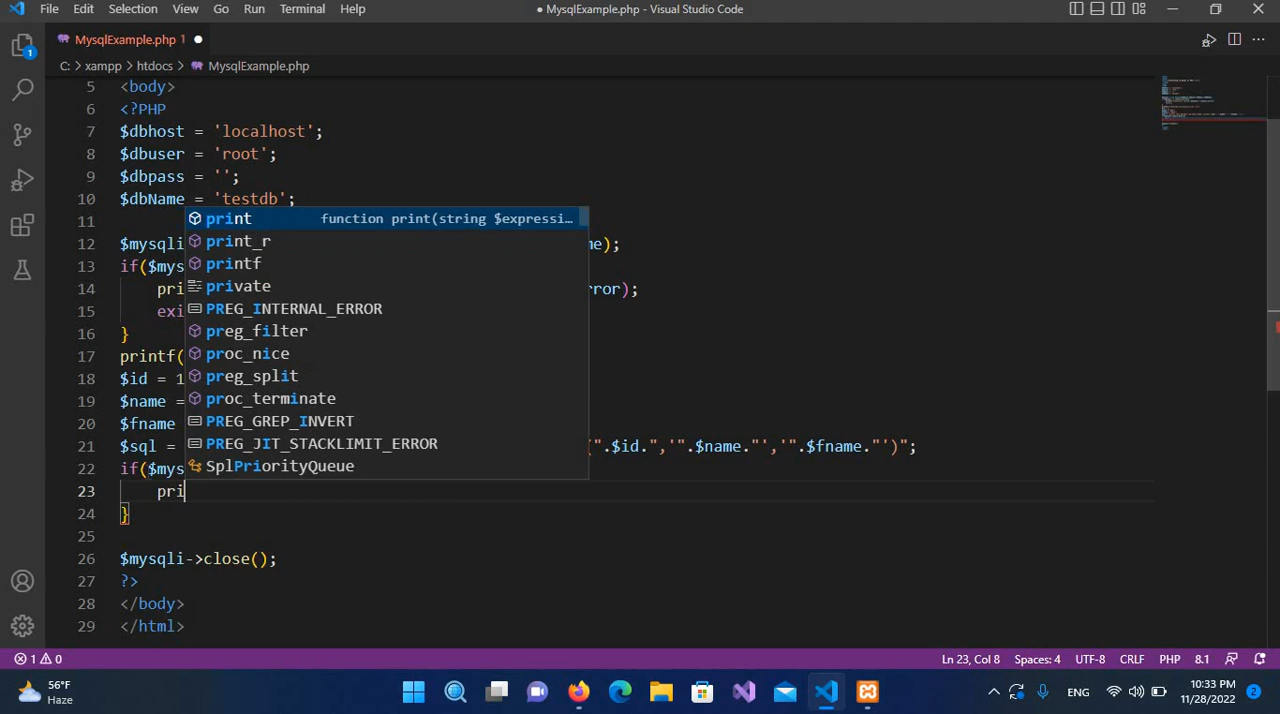 File Edit Selection View Go Run Terminal Help
● MysqlExample.php - Visual Studio Code
MysqlExample.php 1 ●
C: > xampp > htdocs > MysqlExample.php
5 <body>
6 <?PHP
7 $dbhost = 'localhost';
8 $dbuser = 'root';
9 $dbpass = '';
10 $dbName = 'testdb';
11
12 $mysqli me);
13 if($mys
14 pri rror);
15 exi
16 }
17 printf(
18 $id = 1
19 $name =
20 $fname
21 $sql = (".$id.",'".$name."','".$fname."')";
22 if($mys
23 pri
24 }
25
26 $mysqli->close();
27 ?>
28 </body>
29 </html>
print function print(string $expressi…
print_r
printf
private
PREG_INTERNAL_ERROR
preg_filter
proc_nice
preg_split
proc_terminate
PREG_GREP_INVERT
PREG_JIT_STACKLIMIT_ERROR
SplPriorityQueue
1 0 Ln 23, Col 8 Spaces: 4 UTF-8 CRLF PHP 8.1
1
56°F
Haze
ENG
10:33 PM
11/28/2022
2